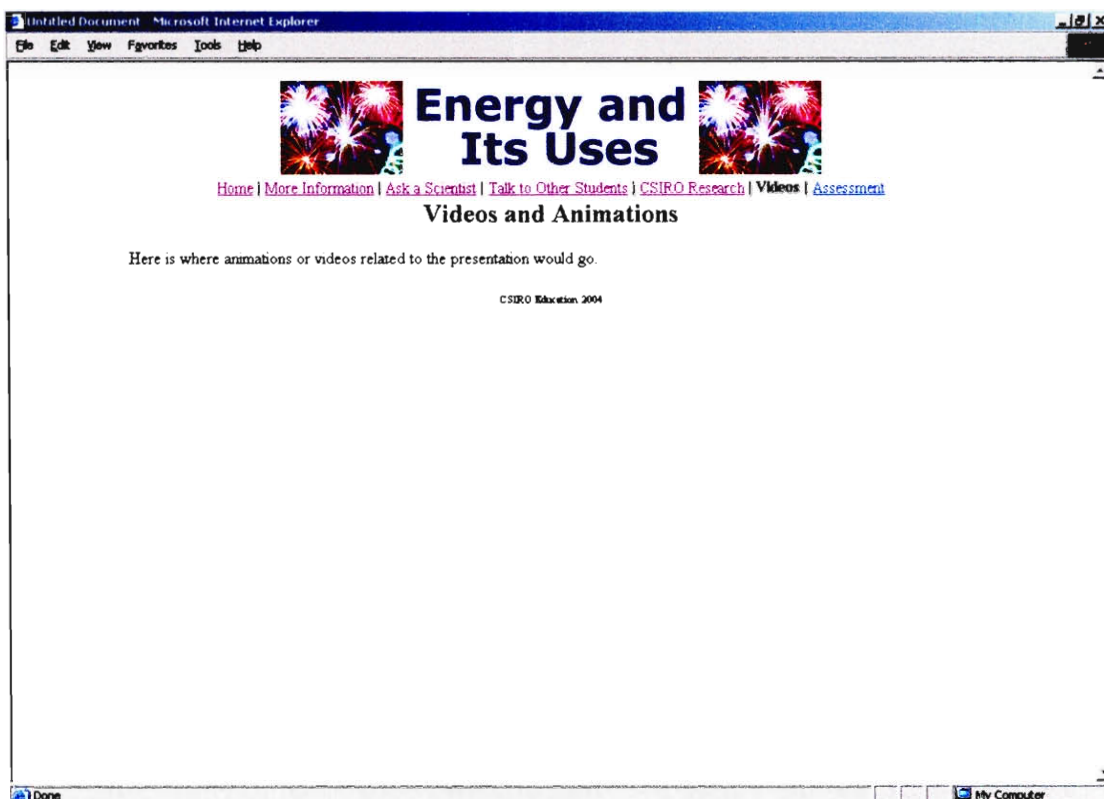 Untitled Document Microsoft Internet Explorer
File Edit View Favorites Tools Help
Energy and
Its Uses
Home | More Information | Ask a Scientist | Talk to Other Students | CSIRO Research | Videos | Assessment
Videos and Animations
Here is where animations or videos related to the presentation would go.
CSIRO Education 2004
Done
My Computer